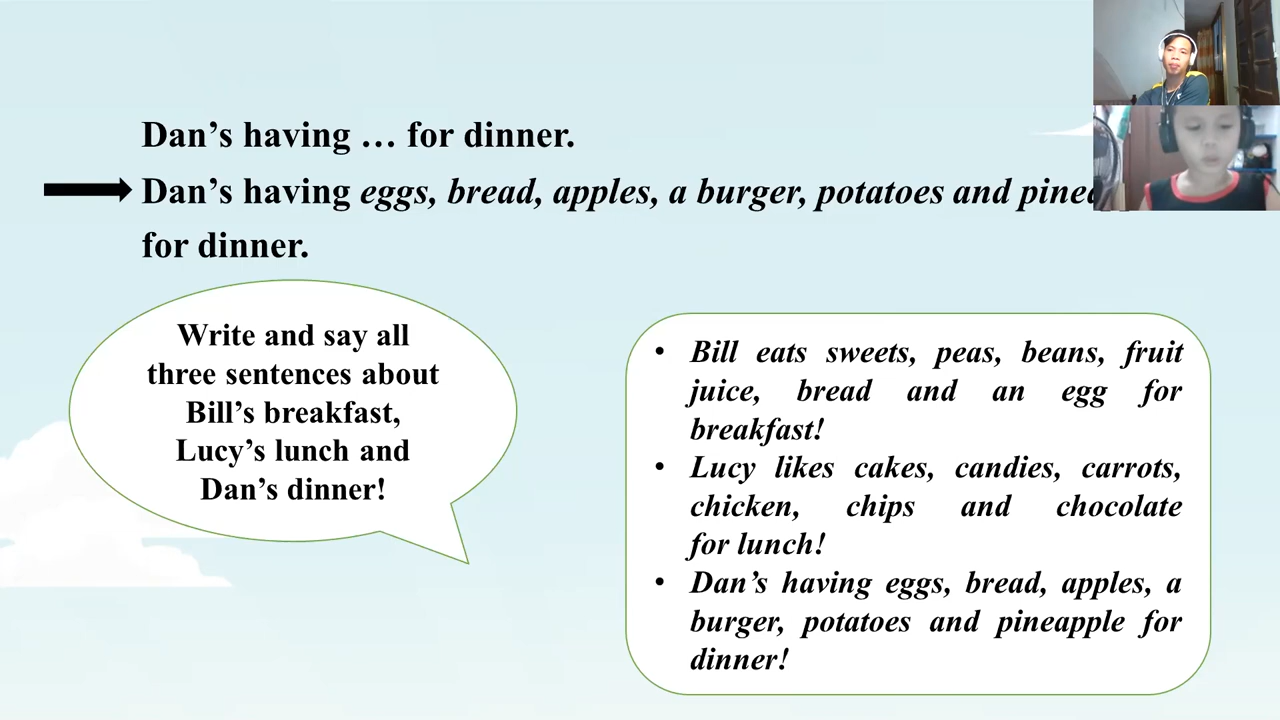 Dan’s having … for dinner.
Dan’s having eggs, bread, apples, a burger, potatoes and
for dinner.
Write and say all
three sentences about
Bill’s breakfast,
Lucy’s lunch and
Dan’s dinner!
• Bill eats sweets, peas, beans, fruit
juice, bread and an egg for
breakfast!
• Lucy likes cakes, candies, carrots,
chicken, chips and chocolate
for lunch!
• Dan’s having eggs, bread, apples, a
burger, potatoes and pineapple for
dinner!